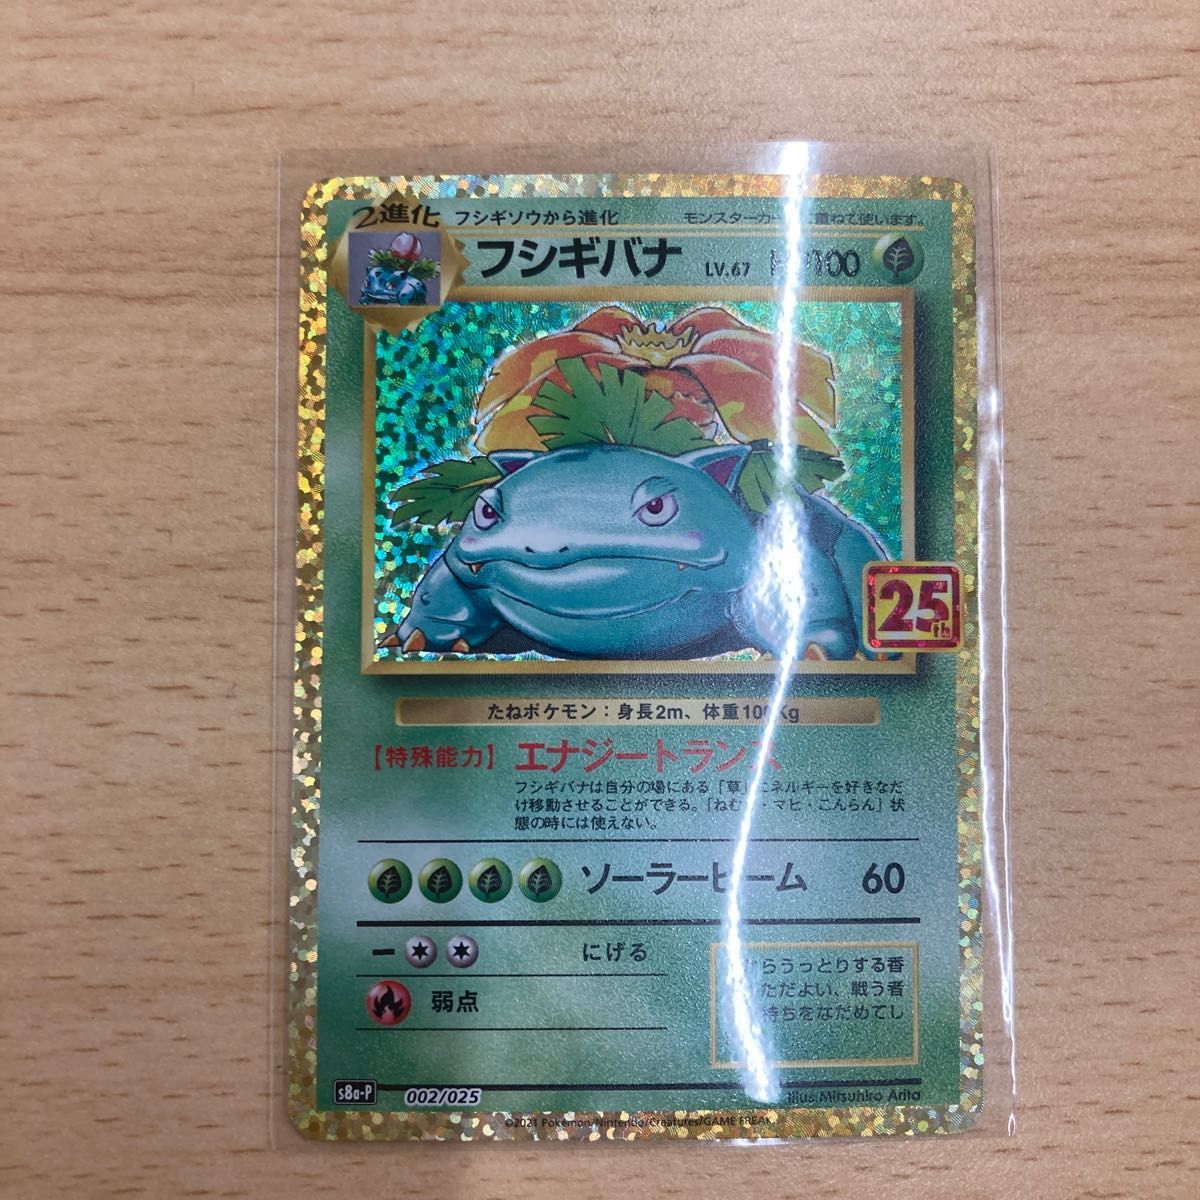 2進化 フシギソウから進化 モンスターカー 重ねて使います。
フシギバナ LV.67 HP100
25th
たねポケモン：身長2m、体重100Kg
【特殊能力】 エナジートランス
フシギバナは自分の場にある「草」エネルギーを好きなだ
け移動させることができる。「ねむり・マヒ・こんらん」状
態の時には使えない。
ソーラービーム 60
にげる
弱点
らうっとりする香
ただよい、戦う者
持ちをなだめてし
s8a-P 002/025 Illus.Mitsuhiro Arita
©2021 Pokémon/Nintendo/Creatures/GAME FREAK.